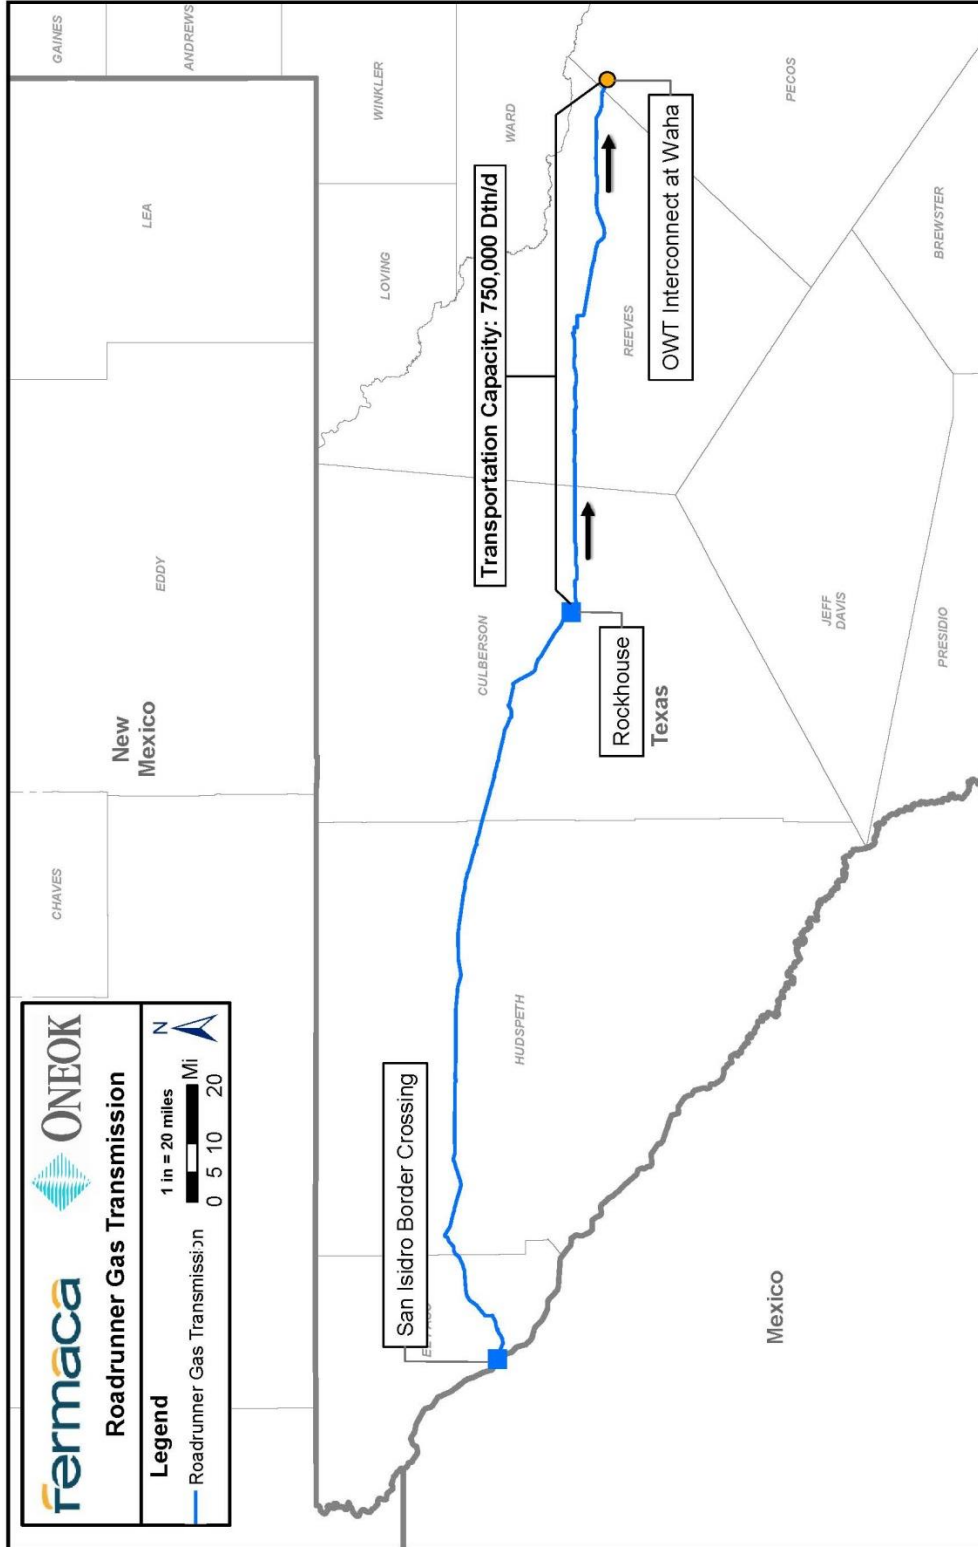 fermaca
ONEOK
Roadrunner Gas Transmission
Legend
Roadrunner Gas Transmission
1 in = 20 miles
Mi
0 5 10 20
N
CHAVES
GAINES
ANDREWS
New
Mexico
EDDY
LEA
WINKLER
LOVING
WARD
San Isidro Border Crossing
HUDSPETH
CULBERSON
Transportation Capacity: 750,000 Dth/d
Rockhouse
Texas
REEVES
OWT Interconnect at Waha
PECOS
Mexico
JEFF
DAVIS
PRESIDIO
BREWSTER